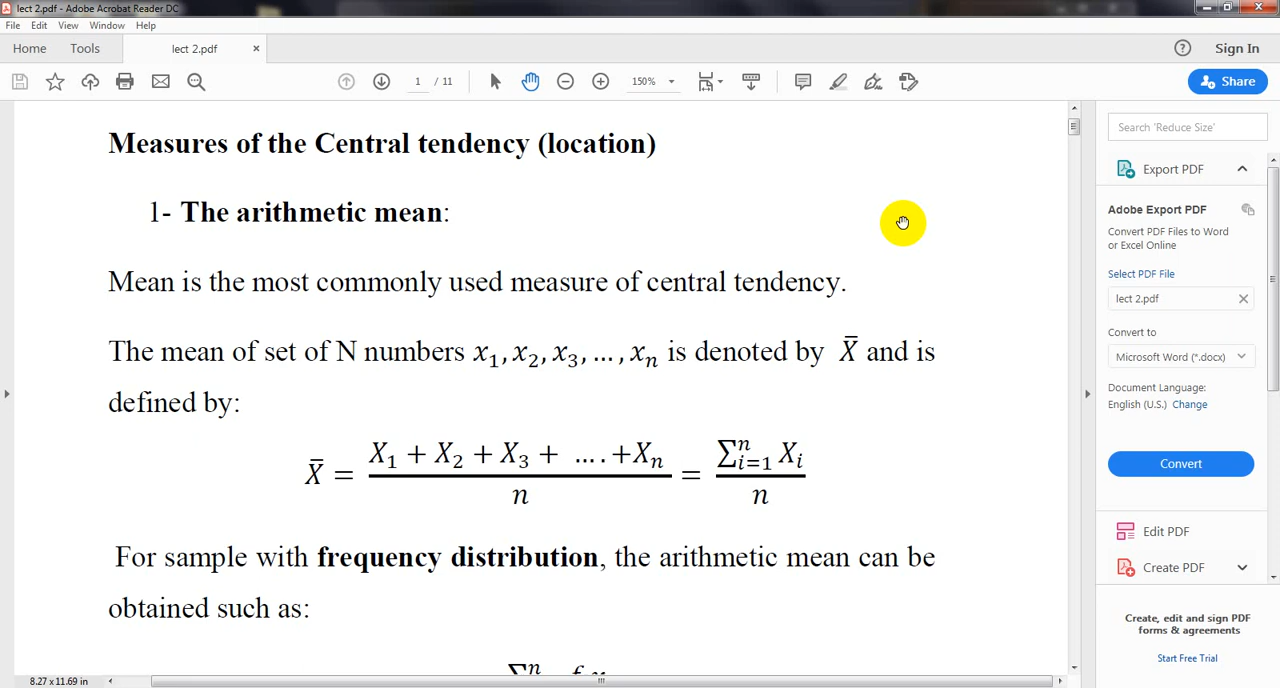 lect 2.pdf - Adobe Acrobat Reader DC
File Edit View Window Help
Home Tools lect 2.pdf × ? Sign In
1 / 11 150% Share
Measures of the Central tendency (location)
1- The arithmetic mean:
Mean is the most commonly used measure of central tendency.
The mean of set of N numbers x₁, x₂, x₃, …, xₙ is denoted by X̄ and is
defined by:
X̄ = (X₁ + X₂ + X₃ + …. +Xₙ)/n = (∑ⁿᵢ₌₁ Xᵢ)/n
For sample with frequency distribution, the arithmetic mean can be
obtained such as:
8.27 x 11.69 in
Search 'Reduce Size'
Export PDF
Adobe Export PDF
Convert PDF Files to Word
or Excel Online
Select PDF File
lect 2.pdf
Convert to
Microsoft Word (*.docx)
Document Language:
English (U.S.) Change
Convert
Edit PDF
Create PDF
Create, edit and sign PDF
forms & agreements
Start Free Trial